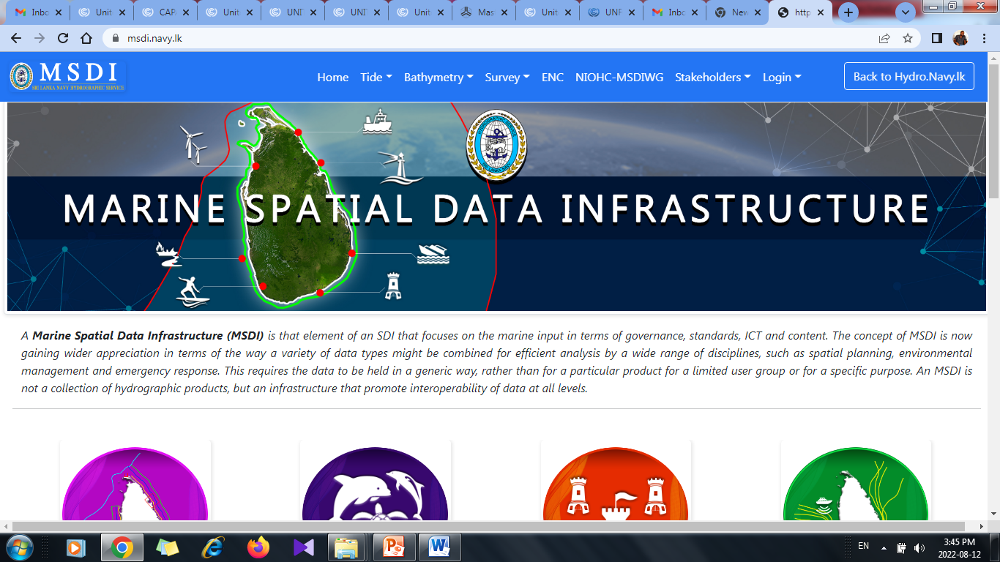 Inbo
Unit
CAPA
Unit
UNIT
UNIT
Unit
Mas
Unit
UNF
Inbo
New
http
msdi.navy.lk
MSDI
SRI LANKA NAVY HYDROGRAPHIC SERVICE
Home Tide Bathymetry Survey ENC NIOHC-MSDIWG Stakeholders Login Back to Hydro.Navy.lk
MARINE SPATIAL DATA INFRASTRUCTURE
A Marine Spatial Data Infrastructure (MSDI) is that element of an SDI that focuses on the marine input in terms of governance, standards, ICT and content. The concept of MSDI is now
gaining wider appreciation in terms of the way a variety of data types might be combined for efficient analysis by a wide range of disciplines, such as spatial planning, environmental
management and emergency response. This requires the data to be held in a generic way, rather than for a particular product for a limited user group or for a specific purpose. An MSDI is
not a collection of hydrographic products, but an infrastructure that promote interoperability of data at all levels.
EN
3:45 PM
2022-08-12